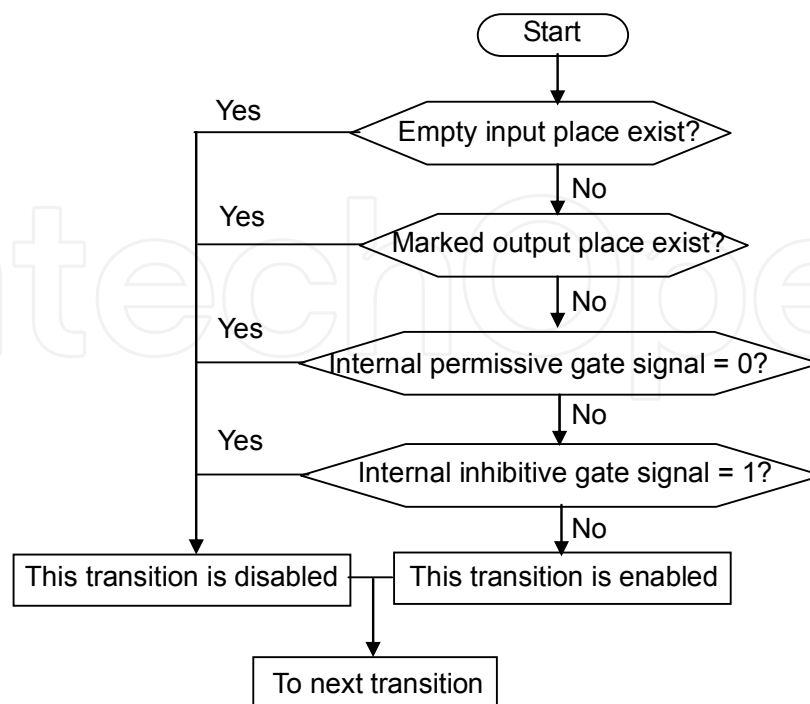 Start
Yes
Empty input place exist?
No
Yes
Marked output place exist?
No
Yes
Internal permissive gate signal = 0?
No
Yes
Internal inhibitive gate signal = 1?
No
This transition is disabled
This transition is enabled
To next transition
ntechOpe